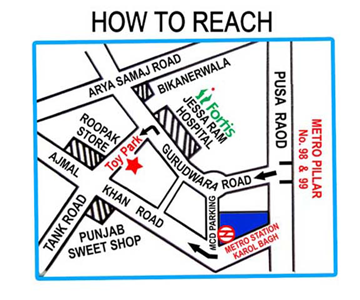 HOW TO REACH
ARYA SAMAJ ROAD
BIKANERWALA
Fortis
JESSA RAM
HOSPITAL
PUSA RAOD
METRO PILLAR
No. 98 & 99
ROOPAK
STORE
Toy Park
GURUDWARA ROAD
AJMAL
KHAN ROAD
TANK ROAD
PUNJAB
SWEET SHOP
MCD PARKING
METRO STATION
KAROL BAGH